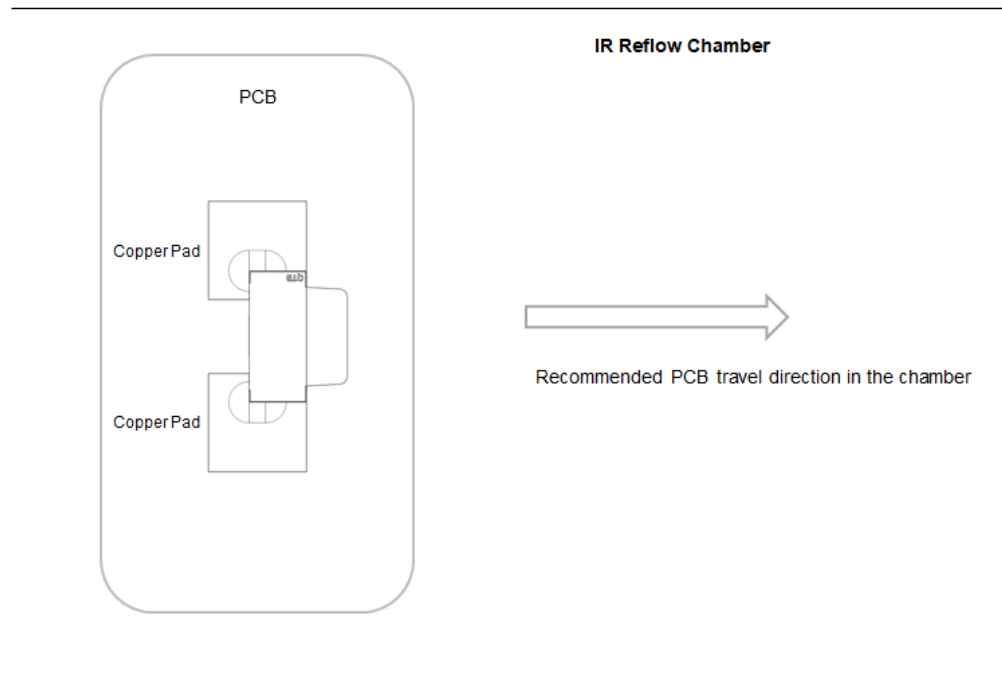 IR Reflow Chamber
PCB
Copper Pad
Recommended PCB travel direction in the chamber
Copper Pad